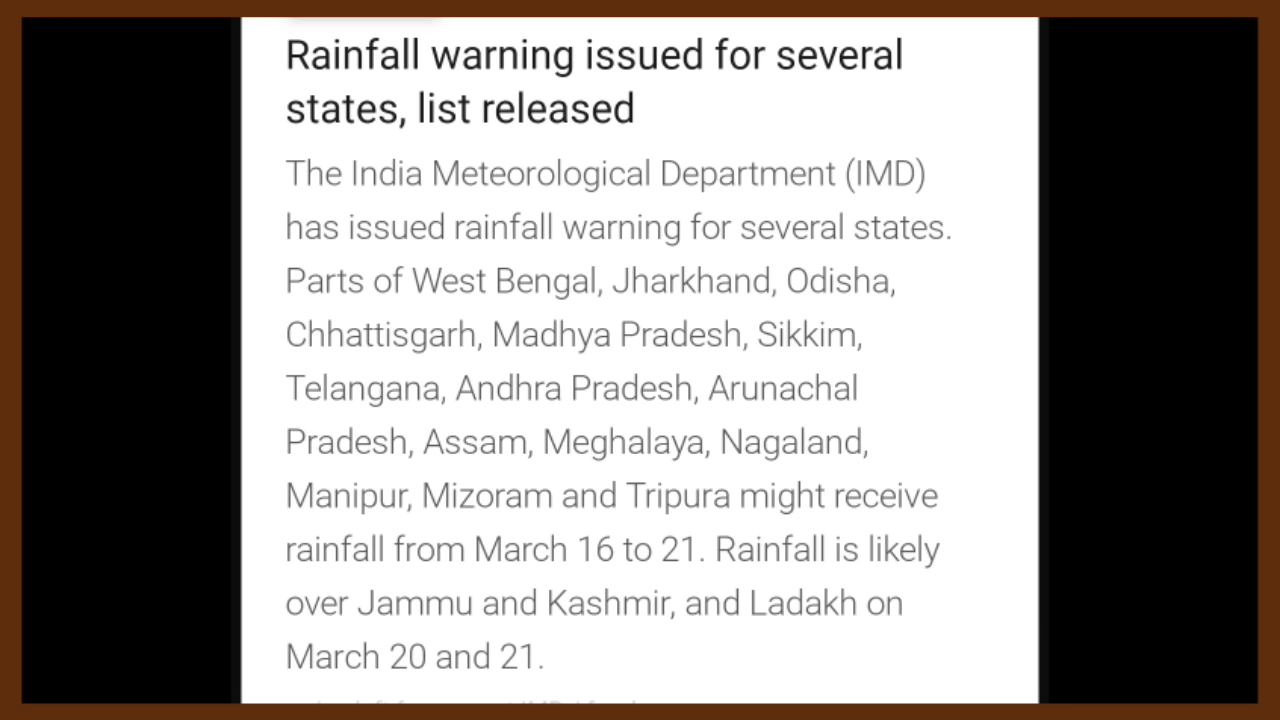 Rainfall warning issued for several
states, list released
The India Meteorological Department (IMD)
has issued rainfall warning for several states.
Parts of West Bengal, Jharkhand, Odisha,
Chhattisgarh, Madhya Pradesh, Sikkim,
Telangana, Andhra Pradesh, Arunachal
Pradesh, Assam, Meghalaya, Nagaland,
Manipur, Mizoram and Tripura might receive
rainfall from March 16 to 21. Rainfall is likely
over Jammu and Kashmir, and Ladakh on
March 20 and 21.